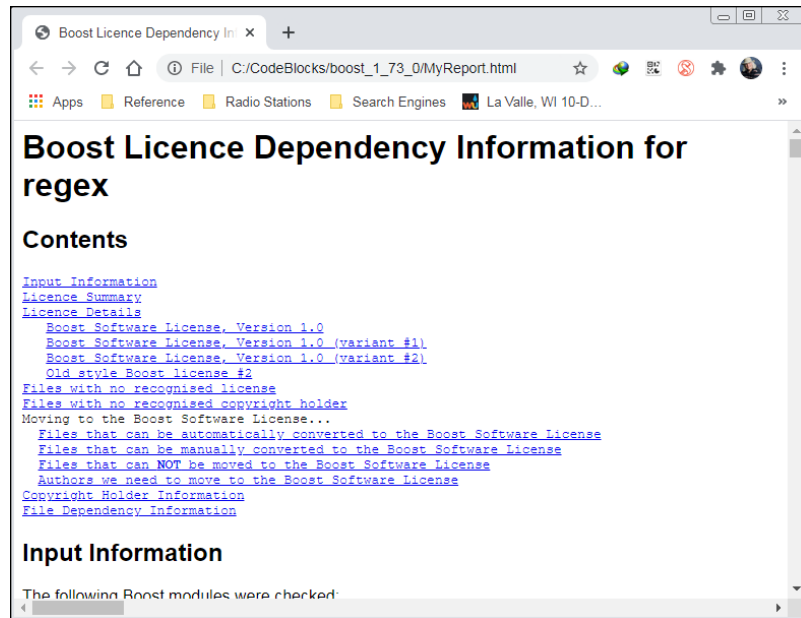 Boost Licence Dependency In
File | C:/CodeBlocks/boost_1_73_0/MyReport.html
Apps Reference Radio Stations Search Engines La Valle, WI 10-D... »
Boost Licence Dependency Information for
regex
Contents
Input Information
Licence Summary
Licence Details
Boost Software License, Version 1.0
Boost Software License, Version 1.0 (variant #1)
Boost Software License, Version 1.0 (variant #2)
Old style Boost license #2
Files with no recognised license
Files with no recognised copyright holder
Moving to the Boost Software License...
Files that can be automatically converted to the Boost Software License
Files that can be manually converted to the Boost Software License
Files that can NOT be moved to the Boost Software License
Authors we need to move to the Boost Software License
Copyright Holder Information
File Dependency Information
Input Information
The following Boost modules were checked: